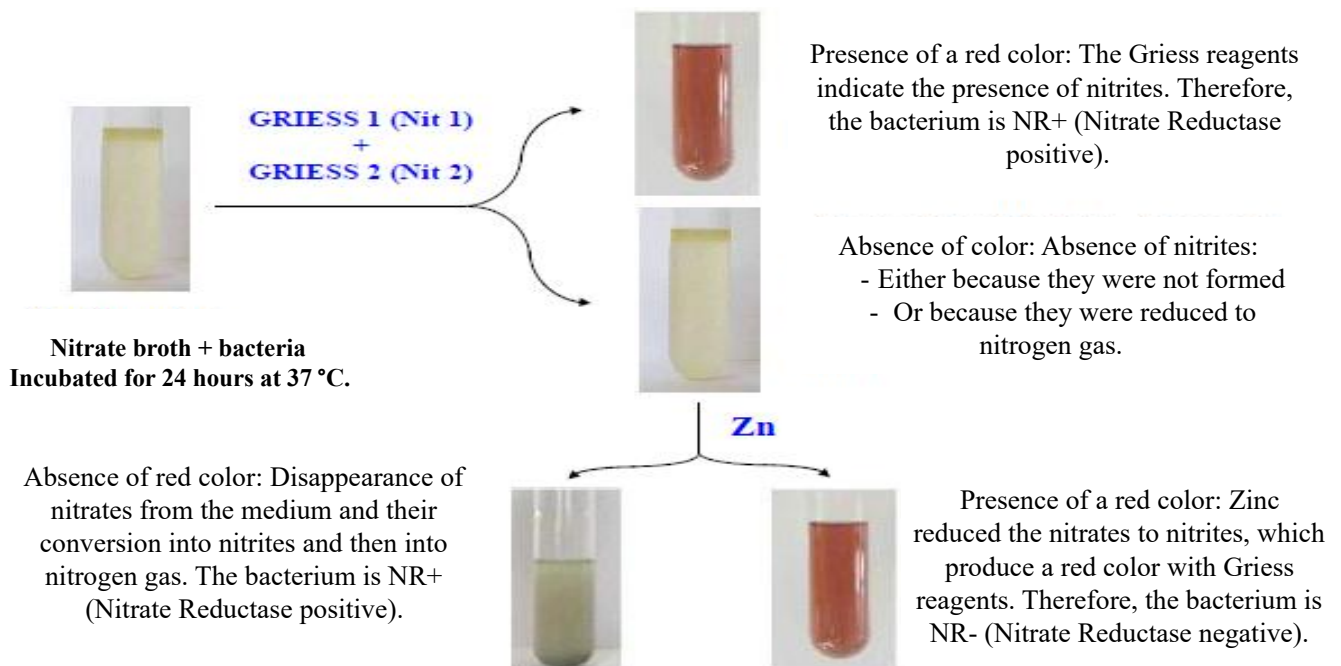 GRIESS 1 (Nit 1)
+
GRIESS 2 (Nit 2)
Presence of a red color: The Griess reagents
indicate the presence of nitrites. Therefore,
the bacterium is NR+ (Nitrate Reductase
positive).
Absence of color: Absence of nitrites:
- Either because they were not formed
- Or because they were reduced to
nitrogen gas.
Nitrate broth + bacteria
Incubated for 24 hours at 37 °C.
Zn
Absence of red color: Disappearance of
nitrates from the medium and their
conversion into nitrites and then into
nitrogen gas. The bacterium is NR+
(Nitrate Reductase positive).
Presence of a red color: Zinc
reduced the nitrates to nitrites, which
produce a red color with Griess
reagents. Therefore, the bacterium is
NR- (Nitrate Reductase negative).